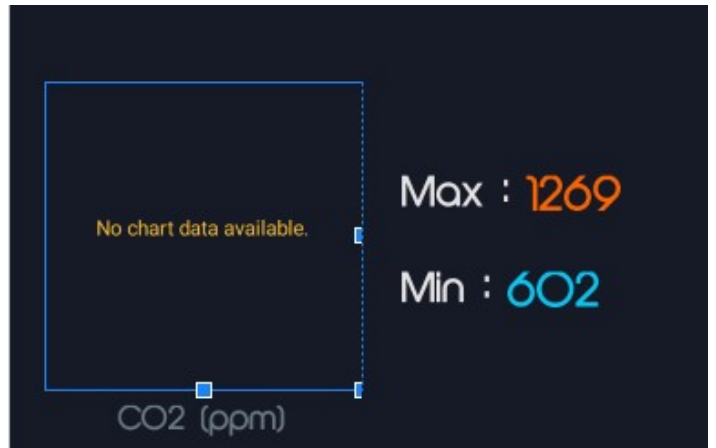 No chart data available.
Max : 1269
Min : 602
CO2 (ppm)